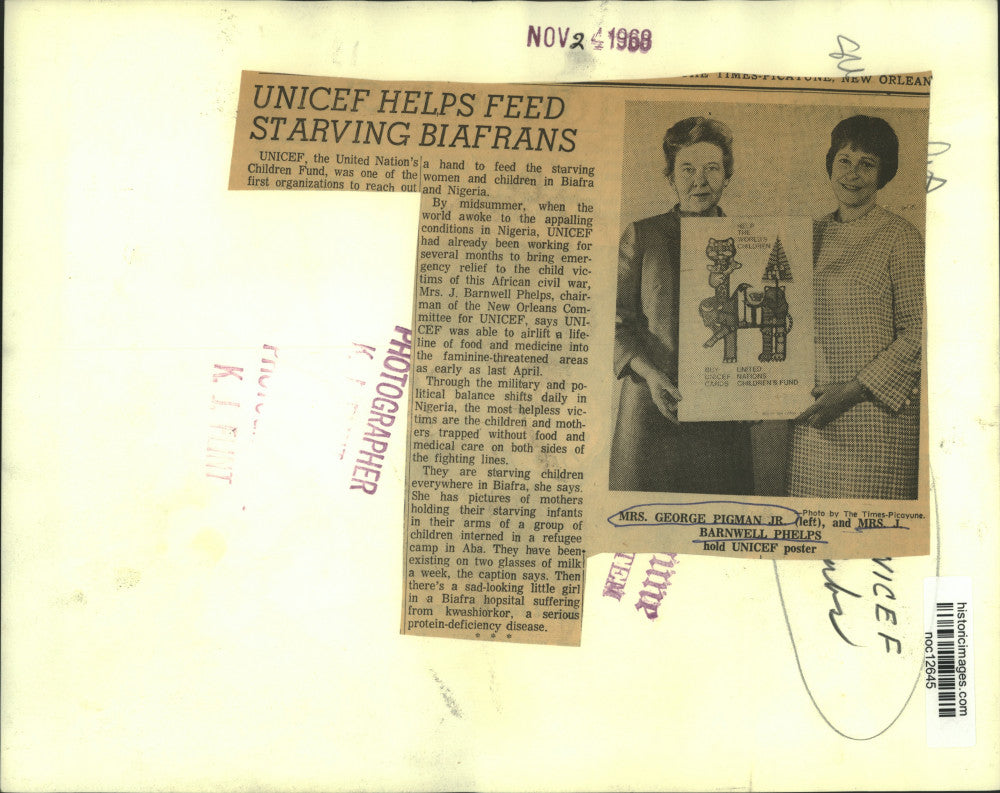 NOV 24 1968
THE TIMES-PICAYUNE, NEW ORLEAN
UNICEF HELPS FEED
STARVING BIAFRANS
UNICEF, the United Nation's
Children Fund, was one of the
first organizations to reach out
a hand to feed the starving
women and children in Biafra
and Nigeria.
By midsummer, when the
world awoke to the appalling
conditions in Nigeria, UNICEF
had already been working for
several months to bring emer-
gency relief to the child vic-
tims of this African civil war,
Mrs. J. Barnwell Phelps, chair-
man of the New Orleans Com-
mittee for UNICEF, says UNI-
CEF was able to airlift a life-
line of food and medicine into
the faminine-threatened areas
as early as last April.
Through the military and po-
litical balance shifts daily in
Nigeria, the most helpless vic-
tims are the children and moth-
ers trapped without food and
medical care on both sides of
the fighting lines.
They are starving children
everywhere in Biafra, she says.
She has pictures of mothers
holding their starving infants
in their arms of a group of
children interned in a refugee
camp in Aba. They have been
existing on two glasses of milk
a week, the caption says. Then
there's a sad-looking little girl
in a Biafra hopsital suffering
from kwashiorkor, a serious
protein-deficiency disease.
* * *
HELP
THE
WORLD'S
CHILDREN
BUY UNITED
UNICEF NATIONS
CARDS CHILDREN'S FUND
—Photo by The Times-Picayune.
MRS. GEORGE PIGMAN JR. (left), and MRS. J.
BARNWELL PHELPS
hold UNICEF poster
PHOTOGRAPHER
K. J.
K. J.
NICEF
historicimages.com
noc12645